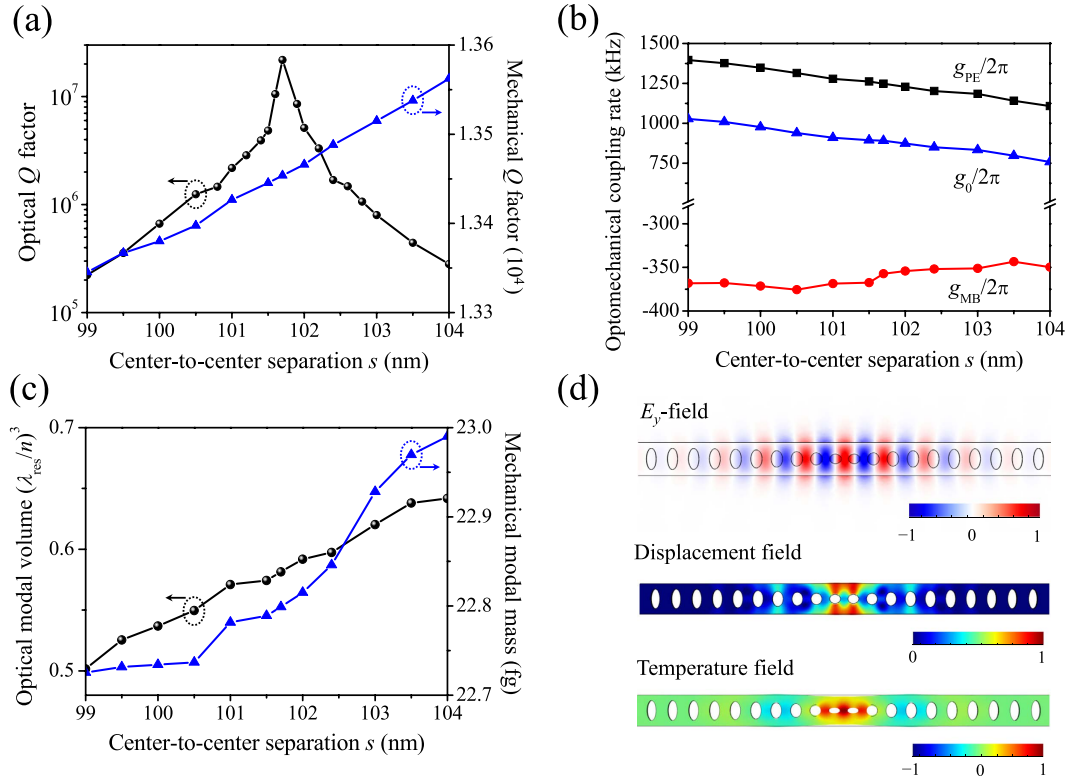 (a)
10⁷
10⁶
10⁵
Optical Q factor
1.36
1.35
1.34
1.33
Mechanical Q factor (10⁴)
99 100 101 102 103 104
Center-to-center separation s (nm)
(b)
1500
1250
1000
750
-350
-400
Optomechanical coupling rate (kHz)
g_PE/2π
g_0/2π
g_MB/2π
99 100 101 102 103 104
Center-to-center separation s (nm)
(c)
0.7
0.6
0.5
Optical modal volume (λ_res/n)³
23.0
22.9
22.8
22.7
Mechanical modal mass (fg)
99 100 101 102 103 104
Center-to-center separation s (nm)
(d)
E_y-field
−1 0 1
Displacement field
0 1
Temperature field
−1 0 1